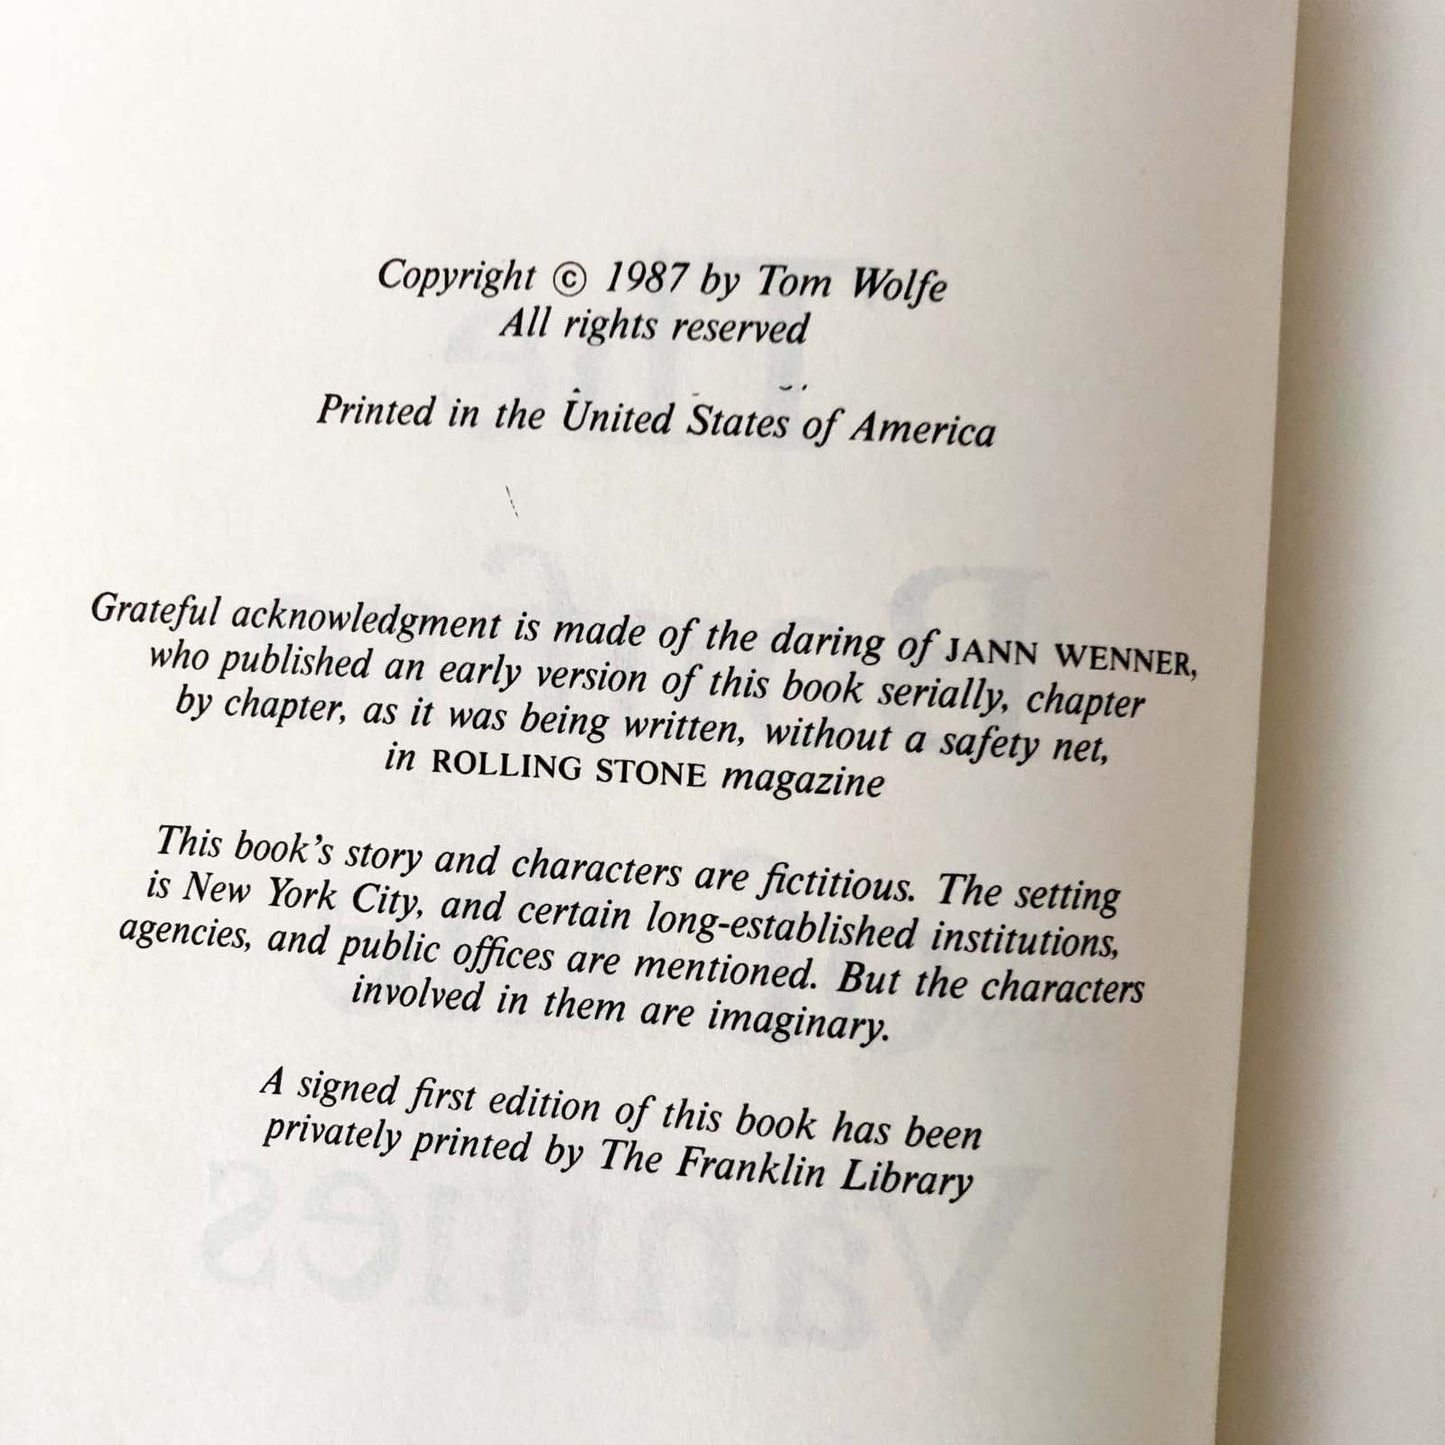 Copyright © 1987 by Tom Wolfe
All rights reserved
Printed in the United States of America
Grateful acknowledgment is made of the daring of JANN WENNER,
who published an early version of this book serially, chapter
by chapter, as it was being written, without a safety net,
in ROLLING STONE magazine
This book's story and characters are fictitious. The setting
is New York City, and certain long-established institutions,
agencies, and public offices are mentioned. But the characters
involved in them are imaginary.
A signed first edition of this book has been
privately printed by The Franklin Library
Vanities